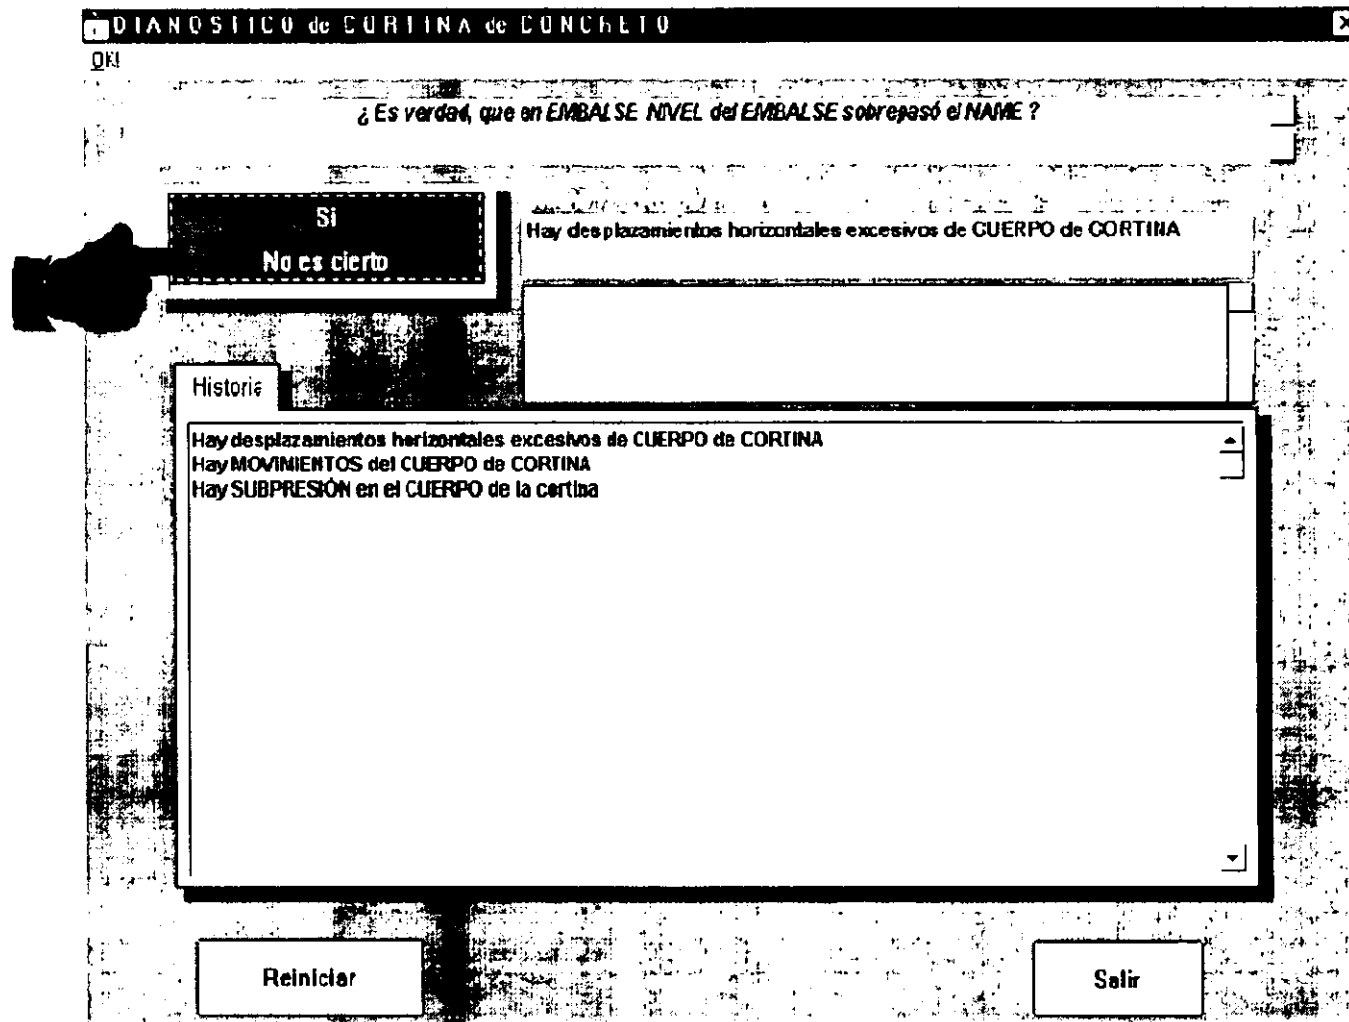 DIANOSTICO de CORTINA de CONCRETO
OK!
¿ Es verdad, que en EMBALSE NIVEL del EMBALSE sobrepasó el NAME ?
Si
No es cierto
Hay desplazamientos horizontales excesivos de CUERPO de CORTINA
Historia
Hay desplazamientos horizontales excesivos de CUERPO de CORTINA
Hay MOVIMIENTOS del CUERPO de CORTINA
Hay SUBPRESIÓN en el CUERPO de la cortina
Reiniciar
Salir